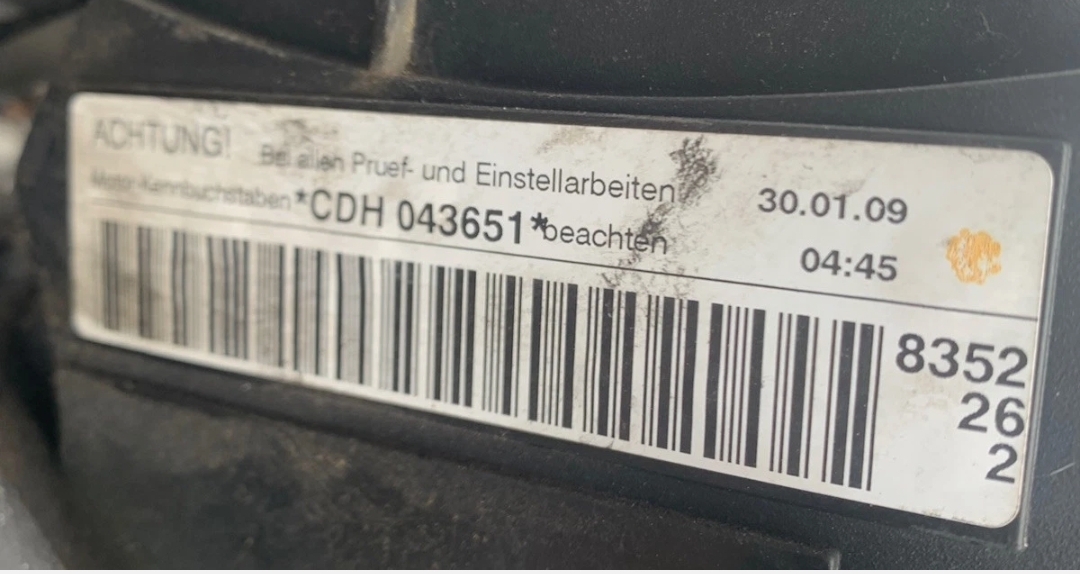 ACHTUNG! Bei allen Pruef- und Einstellarbeiten
Motor-Kennbuchstaben *CDH 043651* beachten
30.01.09
04:45
8352
26
2